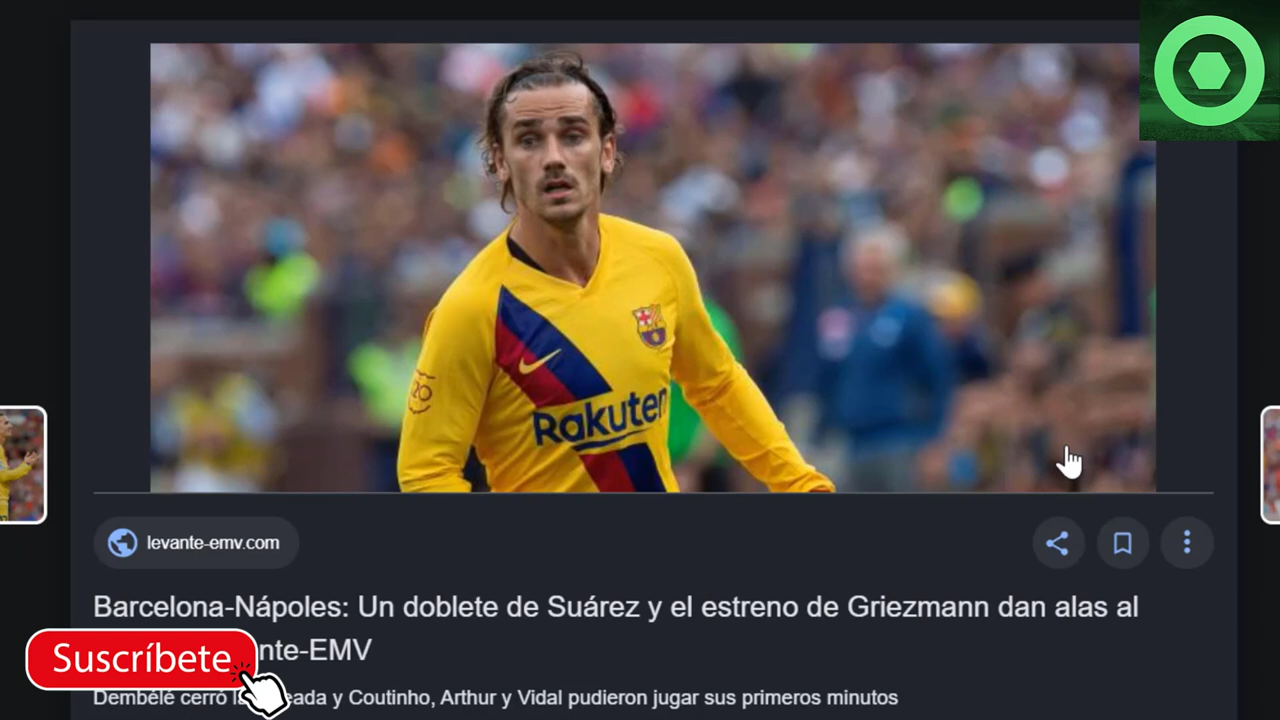 Rakuten
20
levante-emv.com
Barcelona-Nápoles: Un doblete de Suárez y el estreno de Griezmann dan alas al
nte-EMV
Suscríbete
Dembélé cerró l eada y Coutinho, Arthur y Vidal pudieron jugar sus primeros minutos